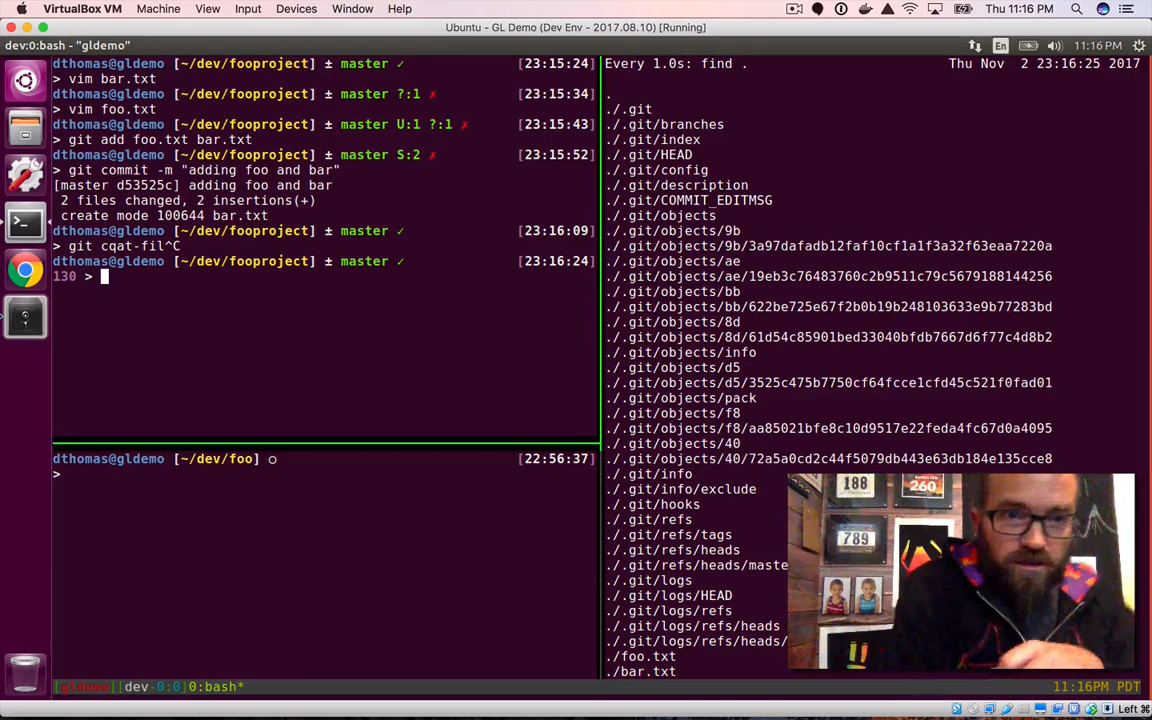 VirtualBox VM Machine View Input Devices Window Help Thu 11:16 PM
Ubuntu - GL Demo (Dev Env - 2017.08.10) [Running]
dev:0:bash - "gldemo" En 11:16 PM
dthomas@gldemo [~/dev/fooproject] ± master ✓ [23:15:24]
> vim bar.txt
dthomas@gldemo [~/dev/fooproject] ± master ?:1 ✗ [23:15:34]
> vim foo.txt
dthomas@gldemo [~/dev/fooproject] ± master U:1 ?:1 ✗ [23:15:43]
> git add foo.txt bar.txt
dthomas@gldemo [~/dev/fooproject] ± master S:2 ✗ [23:15:52]
> git commit -m "adding foo and bar"
[master d53525c] adding foo and bar
2 files changed, 2 insertions(+)
create mode 100644 bar.txt
dthomas@gldemo [~/dev/fooproject] ± master ✓ [23:16:09]
> git cqat-fil^C
dthomas@gldemo [~/dev/fooproject] ± master ✓ [23:16:24]
130 >
dthomas@gldemo [~/dev/foo] ○ [22:56:37]
>
Every 1.0s: find . Thu Nov 2 23:16:25 2017
.
./.git
./.git/branches
./.git/index
./.git/HEAD
./.git/config
./.git/description
./.git/COMMIT_EDITMSG
./.git/objects
./.git/objects/9b
./.git/objects/9b/3a97dafadb12faf10cf1a1f3a32f63eaa7220a
./.git/objects/ae
./.git/objects/ae/19eb3c76483760c2b9511c79c5679188144256
./.git/objects/bb
./.git/objects/bb/622be725e67f2b0b19b248103633e9b77283bd
./.git/objects/8d
./.git/objects/8d/61d54c85901bed33040bfdb7667d6f77c4d8b2
./.git/objects/info
./.git/objects/d5
./.git/objects/d5/3525c475b7750cf64fcce1cfd45c521f0fad01
./.git/objects/pack
./.git/objects/f8
./.git/objects/f8/aa85021bfe8c10d9517e22feda4fc67d0a4095
./.git/objects/40
./.git/objects/40/72a5a0cd2c44f5079db443e63db184e135cce8
./.git/info
./.git/info/exclude
./.git/hooks
./.git/refs
./.git/refs/tags
./.git/refs/heads
./.git/refs/heads/maste
./.git/logs
./.git/logs/HEAD
./.git/logs/refs
./.git/logs/refs/heads
./.git/logs/refs/heads/
./foo.txt
./bar.txt
188
260
789
[gldemo][dev-0:0]0:bash* 11:16PM PDT
Left ⌘